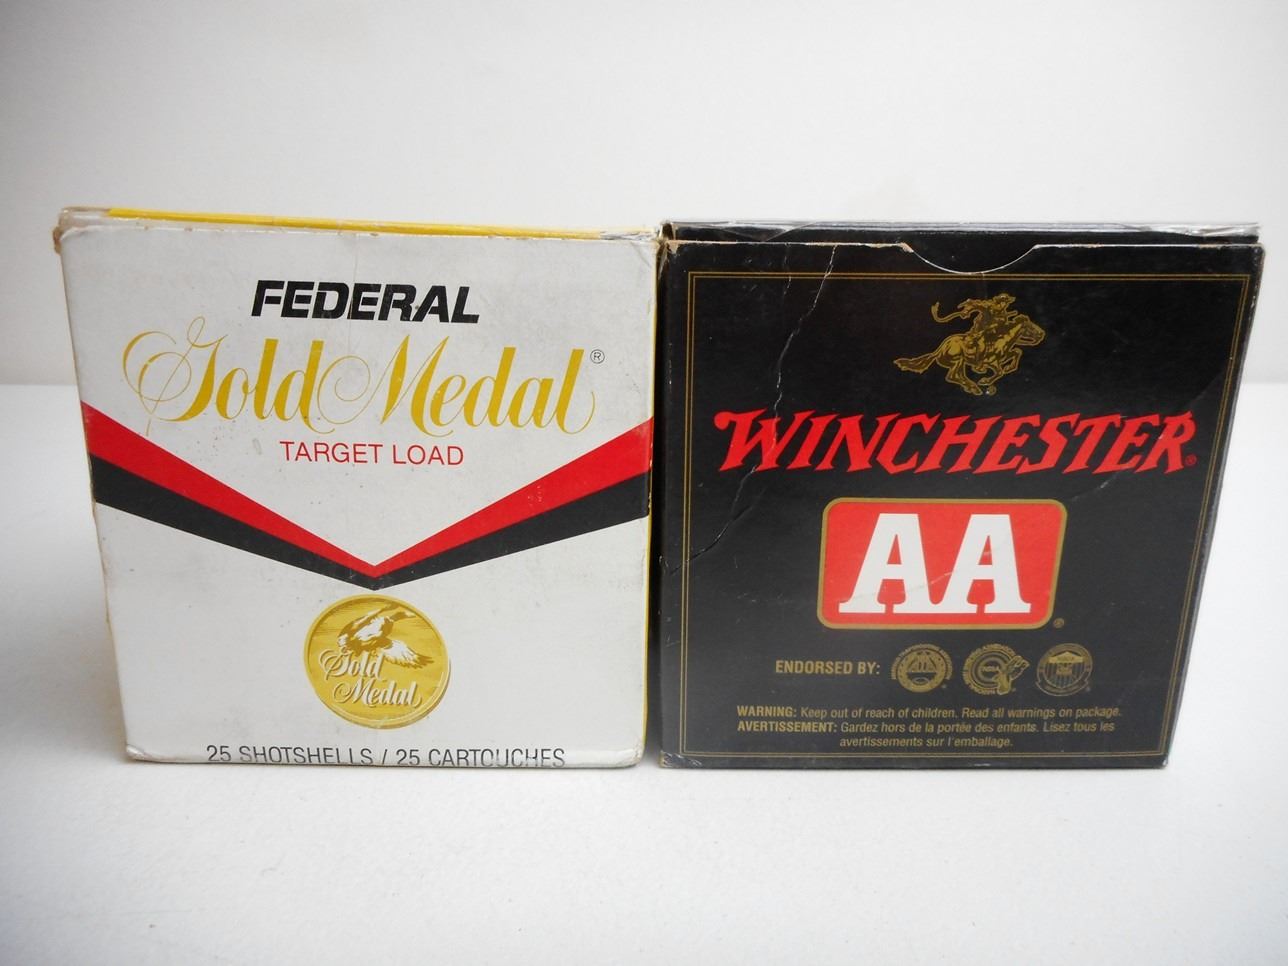 FEDERAL
Gold Medal®
TARGET LOAD
Gold
Medal
25 SHOTSHELLS / 25 CARTOUCHES
WINCHESTER®
AA®
ENDORSED BY:
WARNING: Keep out of reach of children. Read all warnings on package.
AVERTISSEMENT: Gardez hors de la portée des enfants. Lisez tous les
avertissements sur l'emballage.